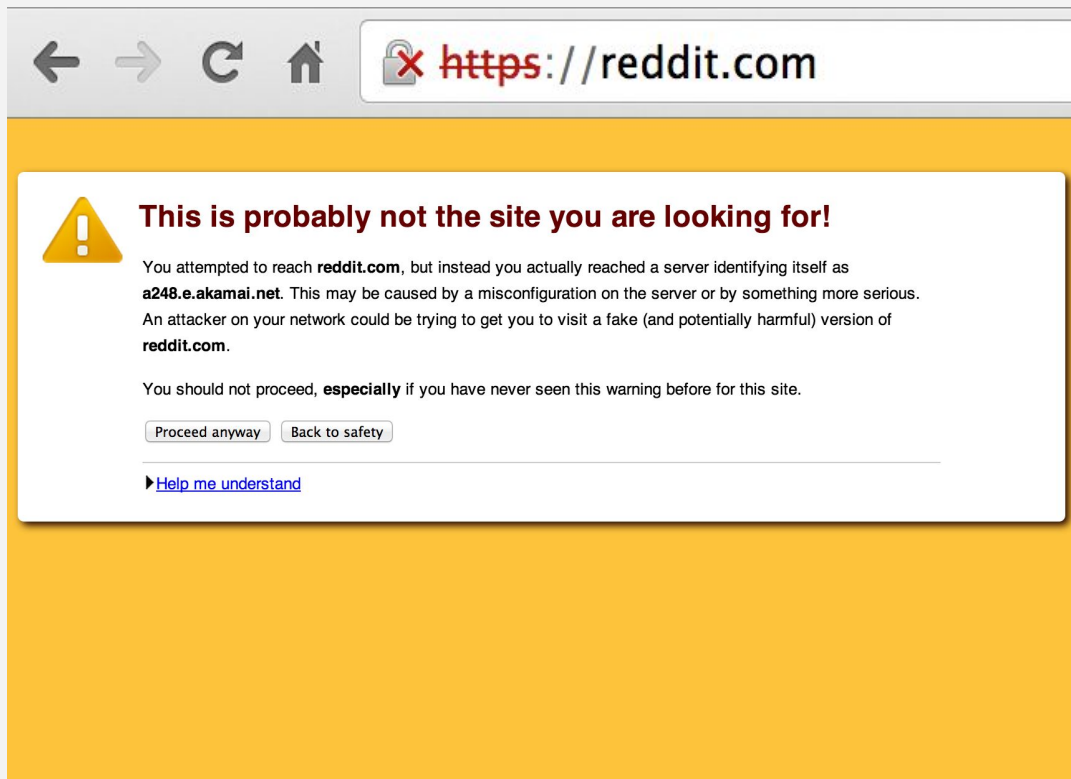 https://reddit.com
This is probably not the site you are looking for!
You attempted to reach reddit.com, but instead you actually reached a server identifying itself as
a248.e.akamai.net. This may be caused by a misconfiguration on the server or by something more serious.
An attacker on your network could be trying to get you to visit a fake (and potentially harmful) version of
reddit.com.
You should not proceed, especially if you have never seen this warning before for this site.
Proceed anyway Back to safety
Help me understand